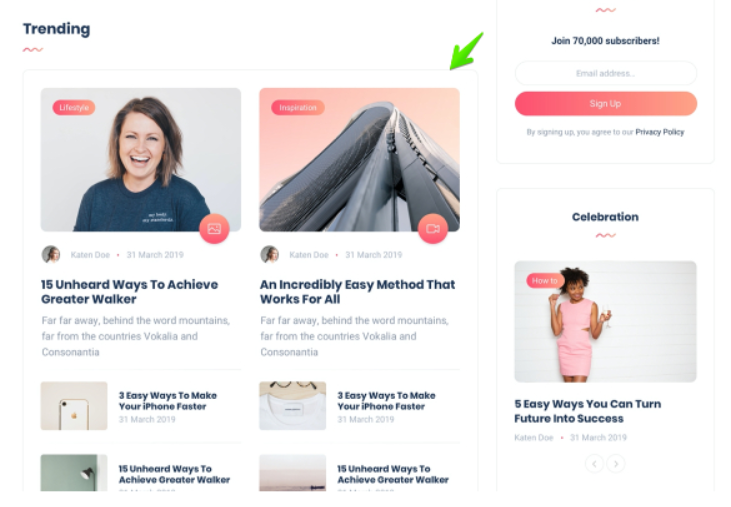 Trending
Lifestyle
Katen Doe • 31 March 2019
15 Unheard Ways To Achieve
Greater Walker
Far far away, behind the word mountains,
far from the countries Vokalia and
Consonantia
3 Easy Ways To Make
Your iPhone Faster
31 March 2019
15 Unheard Ways To
Achieve Greater Walker
Inspiration
Katen Doe • 31 March 2019
An Incredibly Easy Method That
Works For All
Far far away, behind the word mountains,
far from the countries Vokalia and
Consonantia
3 Easy Ways To Make
Your iPhone Faster
31 March 2019
15 Unheard Ways To
Achieve Greater Walker
Join 70,000 subscribers!
Email address..
Sign Up
By signing up, you agree to our Privacy Policy
Celebration
How to
5 Easy Ways You Can Turn
Future Into Success
Katen Doe • 31 March 2019